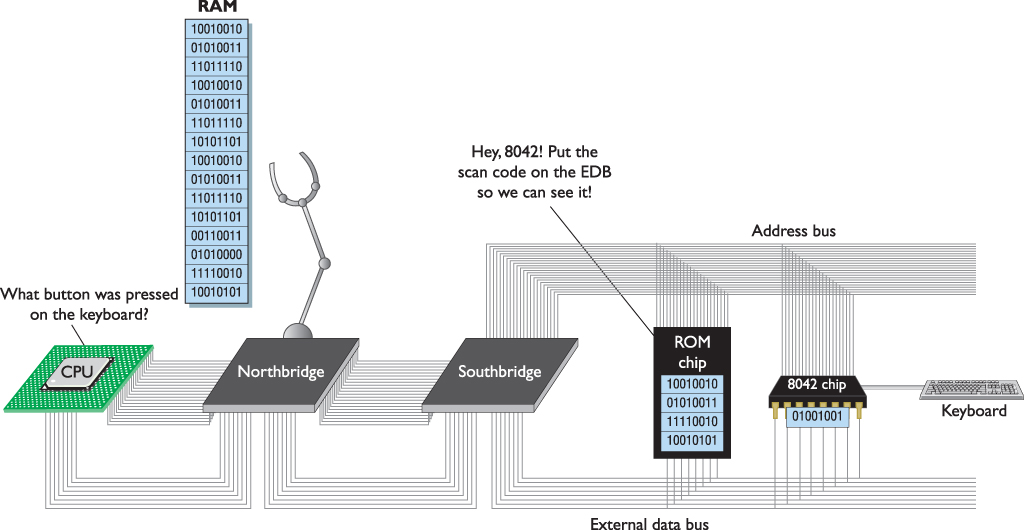 RAM
10010010
01010011
11011110
10010010
01010011
11011110
10101101
10010010
01010011
11011110
10101101
00110011
01010000
11110010
10010101
Hey, 8042! Put the
scan code on the EDB
so we can see it!
Address bus
What button was pressed
on the keyboard?
CPU
Northbridge
Southbridge
ROM
chip
10010010
01010011
11110010
10010101
8042 chip
01001001
Keyboard
External data bus